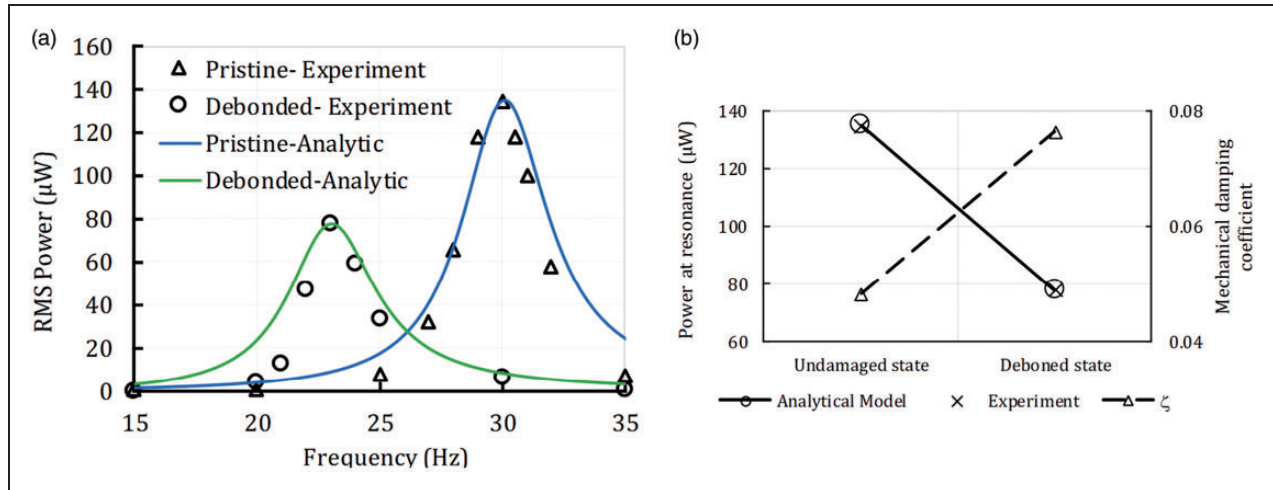 (a)
RMS Power (µW)
160
140
120
100
80
60
40
20
0
Pristine- Experiment
Debonded- Experiment
Pristine-Analytic
Debonded-Analytic
15 20 25 30 35
Frequency (Hz)
(b)
Power at resonance (µW)
140
120
100
80
60
0.08
0.06
0.04
Mechanical damping
coefficient
Undamaged state Deboned state
Analytical Model Experiment ζ